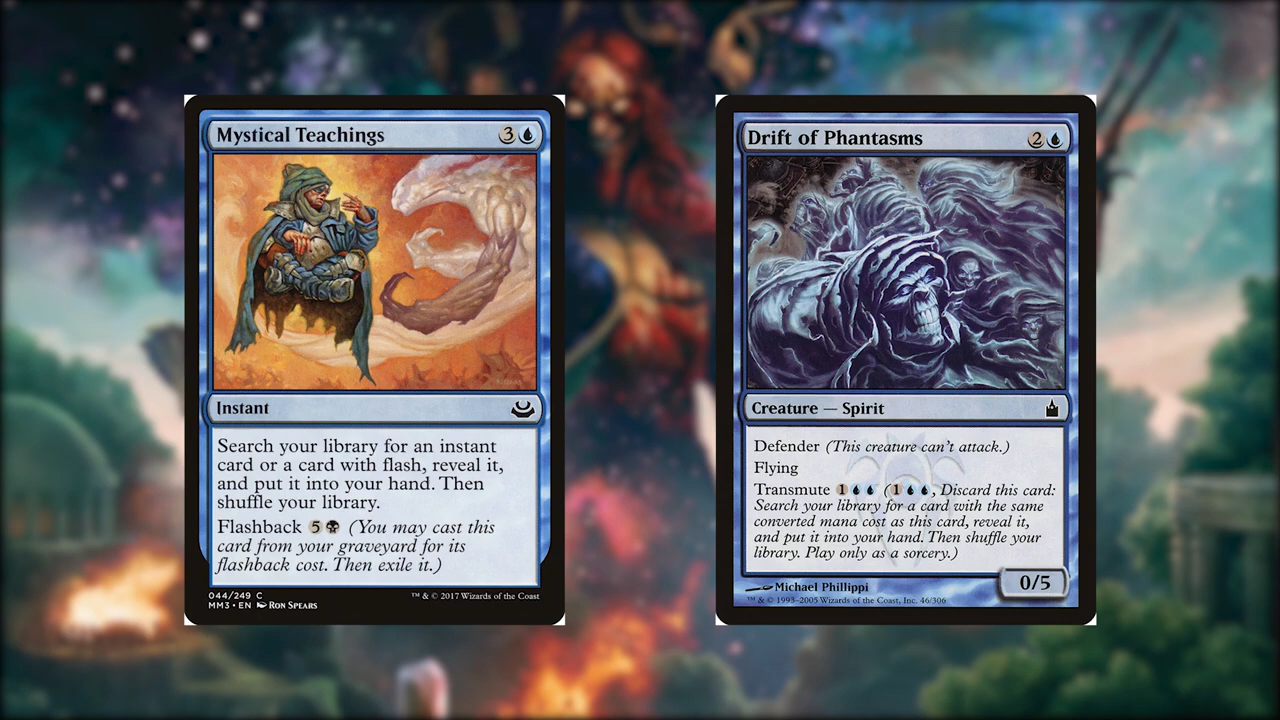 Mystical Teachings 3
Instant
Search your library for an instant
card or a card with flash, reveal it,
and put it into your hand. Then
shuffle your library.
Flashback 5 (You may cast this
card from your graveyard for its
flashback cost. Then exile it.)
044/249 C
MM3 • EN RON SPEARS
™ & © 2017 Wizards of the Coast
Drift of Phantasms 2
Creature — Spirit
Defender (This creature can't attack.)
Flying
Transmute 1 (1 , Discard this card:
Search your library for a card with the same
converted mana cost as this card, reveal it,
and put it into your hand. Then shuffle your
library. Play only as a sorcery.)
0/5
Michael Phillippi
™ & © 1993–2005 Wizards of the Coast, Inc. 46/306